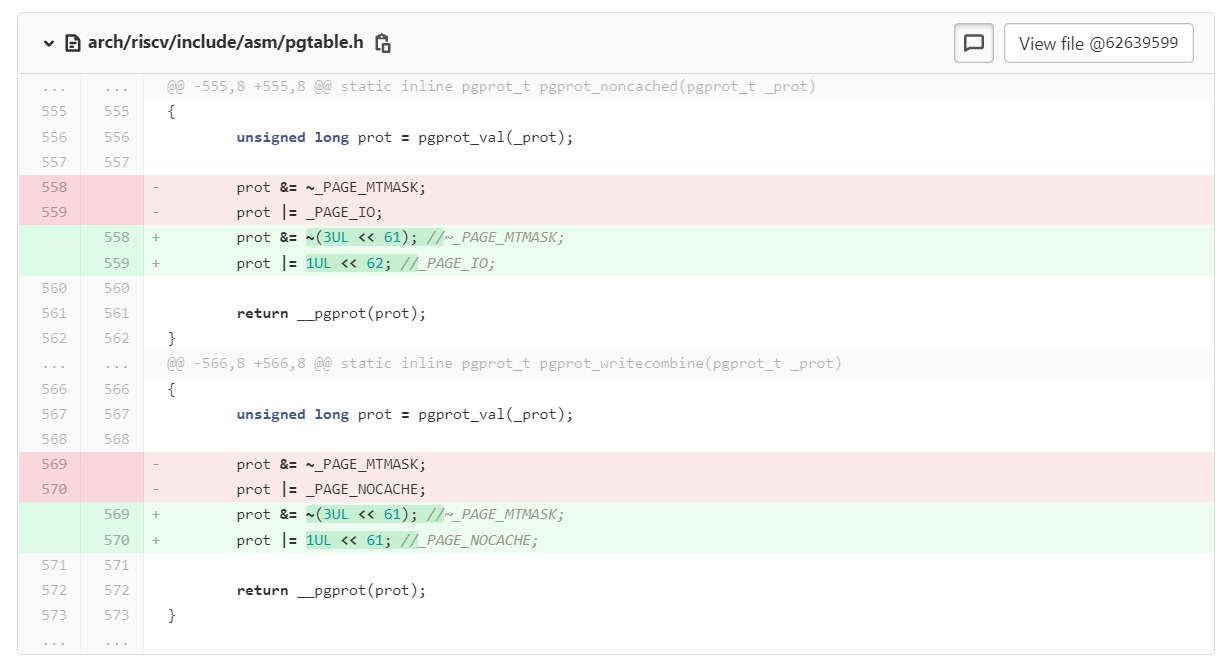 arch/riscv/include/asm/pgtable.h View file @62639599
... ... @@ -555,8 +555,8 @@ static inline pgprot_t pgprot_noncached(pgprot_t _prot)
555 555 {
556 556 unsigned long prot = pgprot_val(_prot);
557 557
558 - prot &= ~_PAGE_MTMASK;
559 - prot |= _PAGE_IO;
558 + prot &= ~(3UL << 61); //~_PAGE_MTMASK;
559 + prot |= 1UL << 62; //_PAGE_IO;
560 560
561 561 return __pgprot(prot);
562 562 }
... ... @@ -566,8 +566,8 @@ static inline pgprot_t pgprot_writecombine(pgprot_t _prot)
566 566 {
567 567 unsigned long prot = pgprot_val(_prot);
568 568
569 - prot &= ~_PAGE_MTMASK;
570 - prot |= _PAGE_NOCACHE;
569 + prot &= ~(3UL << 61); //~_PAGE_MTMASK;
570 + prot |= 1UL << 61; //_PAGE_NOCACHE;
571 571
572 572 return __pgprot(prot);
573 573 }
... ...